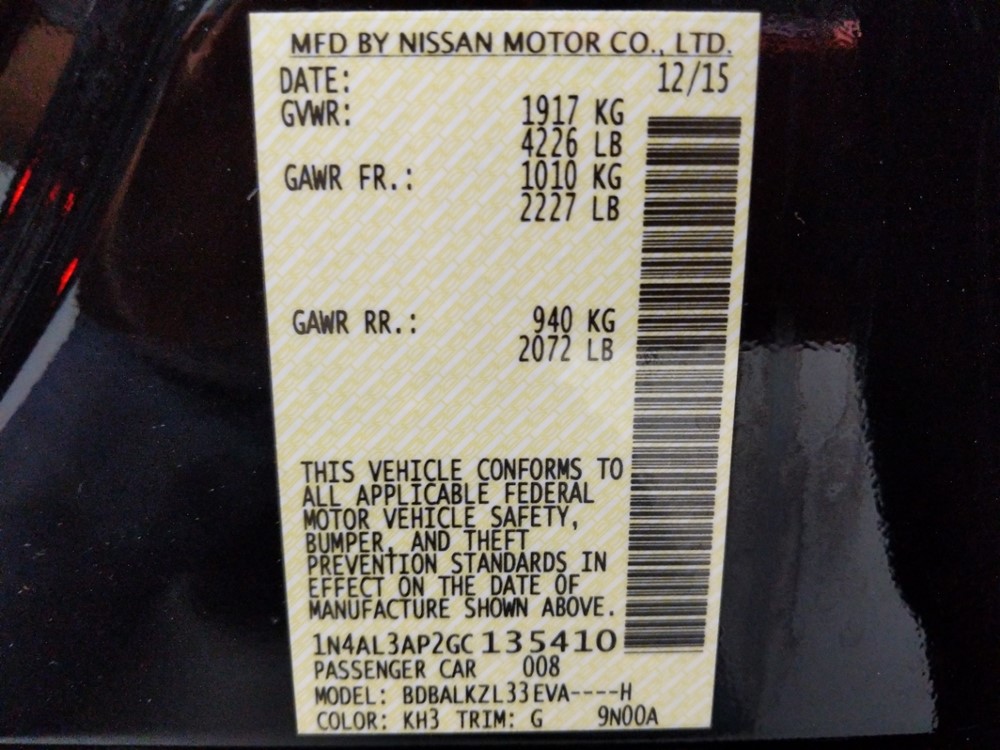 MFD BY NISSAN MOTOR CO., LTD.
DATE: 12/15
GVWR: 1917 KG
4226 LB
GAWR FR.: 1010 KG
2227 LB
GAWR RR.: 940 KG
2072 LB
THIS VEHICLE CONFORMS TO
ALL APPLICABLE FEDERAL
MOTOR VEHICLE SAFETY,
BUMPER, AND THEFT
PREVENTION STANDARDS IN
EFFECT ON THE DATE OF
MANUFACTURE SHOWN ABOVE.
1N4AL3AP2GC135410
PASSENGER CAR 008
MODEL: BDBALKZL33EVA----H
COLOR: KH3 TRIM: G 9N00A